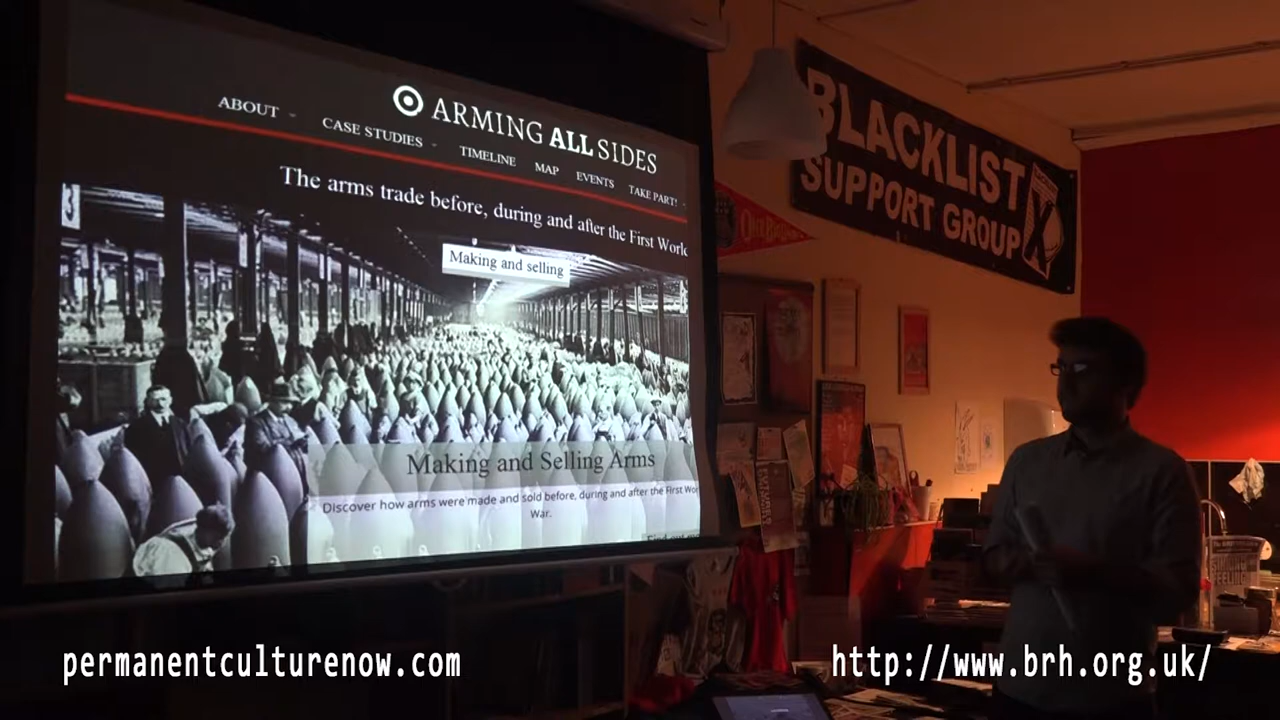 ARMING ALL SIDES
ABOUT
CASE STUDIES
TIMELINE
MAP
EVENTS
TAKE PART!
The arms trade before, during and after the First World
3
Making and selling
Making and Selling Arms
Discover how arms were made and sold before, during and after the First Wor
War.
BLACKLIST
SUPPORT GROUP
permanentculturenow.com
http://www.brh.org.uk/